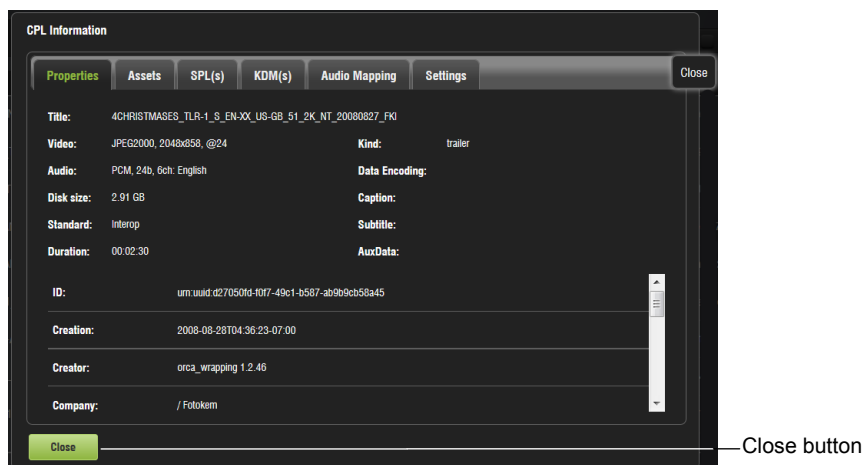 CPL Information
Properties Assets SPL(s) KDM(s) Audio Mapping Settings Close
Title: 4CHRISTMASES_TLR-1_S_EN-XX_US-GB_51_2K_NT_20080827_FKI
Video: JPEG2000, 2048x858, @24 Kind: trailer
Audio: PCM, 24b, 6ch: English Data Encoding:
Disk size: 2.91 GB Caption:
Standard: Interop Subtitle:
Duration: 00:02:30 AuxData:
ID: urn:uuid:d27050fd-f0f7-49c1-b587-ab9b9cb58a45
Creation: 2008-08-28T04:36:23-07:00
Creator: orca_wrapping 1.2.46
Company: / Fotokem
Close Close button